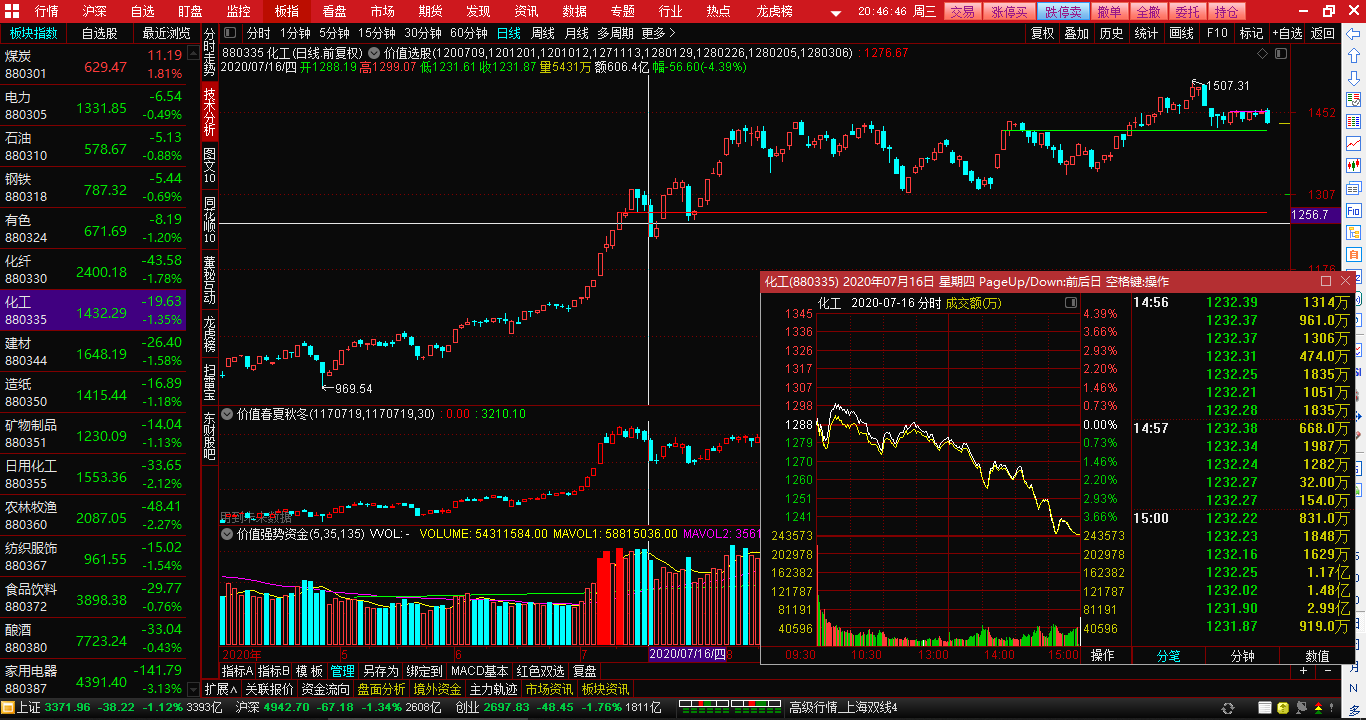 行情 沪深 自选 盯盘 监控 板指 看盘 市场 期货 发现 资讯 数据 专题 行业 热点 龙虎榜 20:46:46 周三 交易 涨停买 跌停卖 撤单 全撤 委托 持仓
板块指数 自选股 最近浏览
分时 1分钟 5分钟 15分钟 30分钟 60分钟 日线 周线 月线 多周期 更多 复权 叠加 历史 统计 画线 F10 标记 +自选 返回
880335 化工(日线.前复权) 价值选股(1200709,1201201,1201012,1271113,1280129,1280226,1280205,1280306) : 1276.67
2020/07/16/四 开1288.19 高1299.07 低1231.61 收1231.87 量5431万 额606.4亿 幅-56.60(-4.39%)
煤炭 629.47 11.19
880301 1.81%
电力 1331.85 -6.54
880305 -0.49%
石油 578.67 -5.13
880310 -0.88%
钢铁 787.32 -5.44
880318 -0.69%
有色 671.69 -8.19
880324 -1.20%
化纤 2400.18 -43.58
880330 -1.78%
化工 1432.29 -19.63
880335 -1.35%
建材 1648.19 -26.40
880344 -1.58%
造纸 1415.44 -16.89
880350 -1.18%
矿物制品 1230.09 -14.04
880351 -1.13%
日用化工 1553.36 -33.65
880355 -2.12%
农林牧渔 2087.05 -48.41
880360 -2.27%
纺织服饰 961.55 -15.02
880367 -1.54%
食品饮料 3898.38 -29.77
880372 -0.76%
酿酒 7723.24 -33.04
880380 -0.43%
家用电器 4391.40 -141.79
880387 -3.13%
分时走势
技术分析
图文10
同花顺10
董秘互动
龙虎榜
扫雷宝
东财股吧
1507.31
1452
1307
1256.7
1176
969.54
价值春夏秋冬(1170719,1170719,30) : 0.00 : 3210.10
用到未来数据
价值强势资金(5,35,135) VVOL: - VOLUME: 54311584.00 MAVOL1: 58815036.00 MAVOL2: 3561
2020年 5 6 7 2020/07/16/四 8
化工(880335) 2020年07月16日 星期四 PageUp/Down:前后日 空格键:操作
化工 2020-07-16 分时 成交额(万)
1345 4.39%
1336 3.66%
1326 2.93%
1317 2.20%
1307 1.46%
1298 0.73%
1288 0.00%
1279 0.73%
1270 1.46%
1260 2.20%
1251 2.93%
1241 3.66%
243573 243573
202978 202978
162382 162382
121787 121787
81191 81191
40596 40596
09:30 10:30 13:00 14:00 15:00 操作
14:56 1232.39 1314万
1232.37 961.0万
1232.37 1306万
1232.31 474.0万
1232.25 1835万
1232.21 1051万
1232.28 1835万
14:57 1232.38 668.0万
1232.34 1987万
1232.24 1282万
1232.27 32.00万
1232.27 154.0万
15:00 1232.22 831.0万
1232.23 1848万
1232.16 1629万
1232.25 1.17亿
1232.02 1.48亿
1231.90 2.99亿
1231.87 919.0万
分笔 分钟 数值
指标A 指标B 模板 管理 另存为 绑定到 MACD基本 红色双选 复盘
扩展∧ 关联报价 资金流向 盘面分析 境外资金 主力轨迹 市场资讯 板块资讯
上证 3371.96 -38.22 -1.12% 3393亿 沪深 4942.70 -67.18 -1.34% 2608亿 创业 2697.83 -48.45 -1.76% 1811亿 高级行情_上海双线4